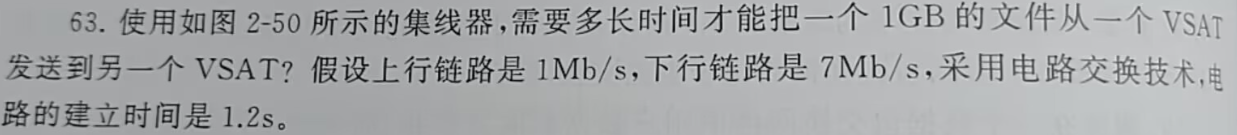 63. 使用如图 2-50 所示的集线器,需要多长时间才能把一个 1GB 的文件从一个 VSAT
发送到另一个 VSAT? 假设上行链路是 1Mb/s,下行链路是 7Mb/s,采用电路交换技术,电
路的建立时间是 1.2s。